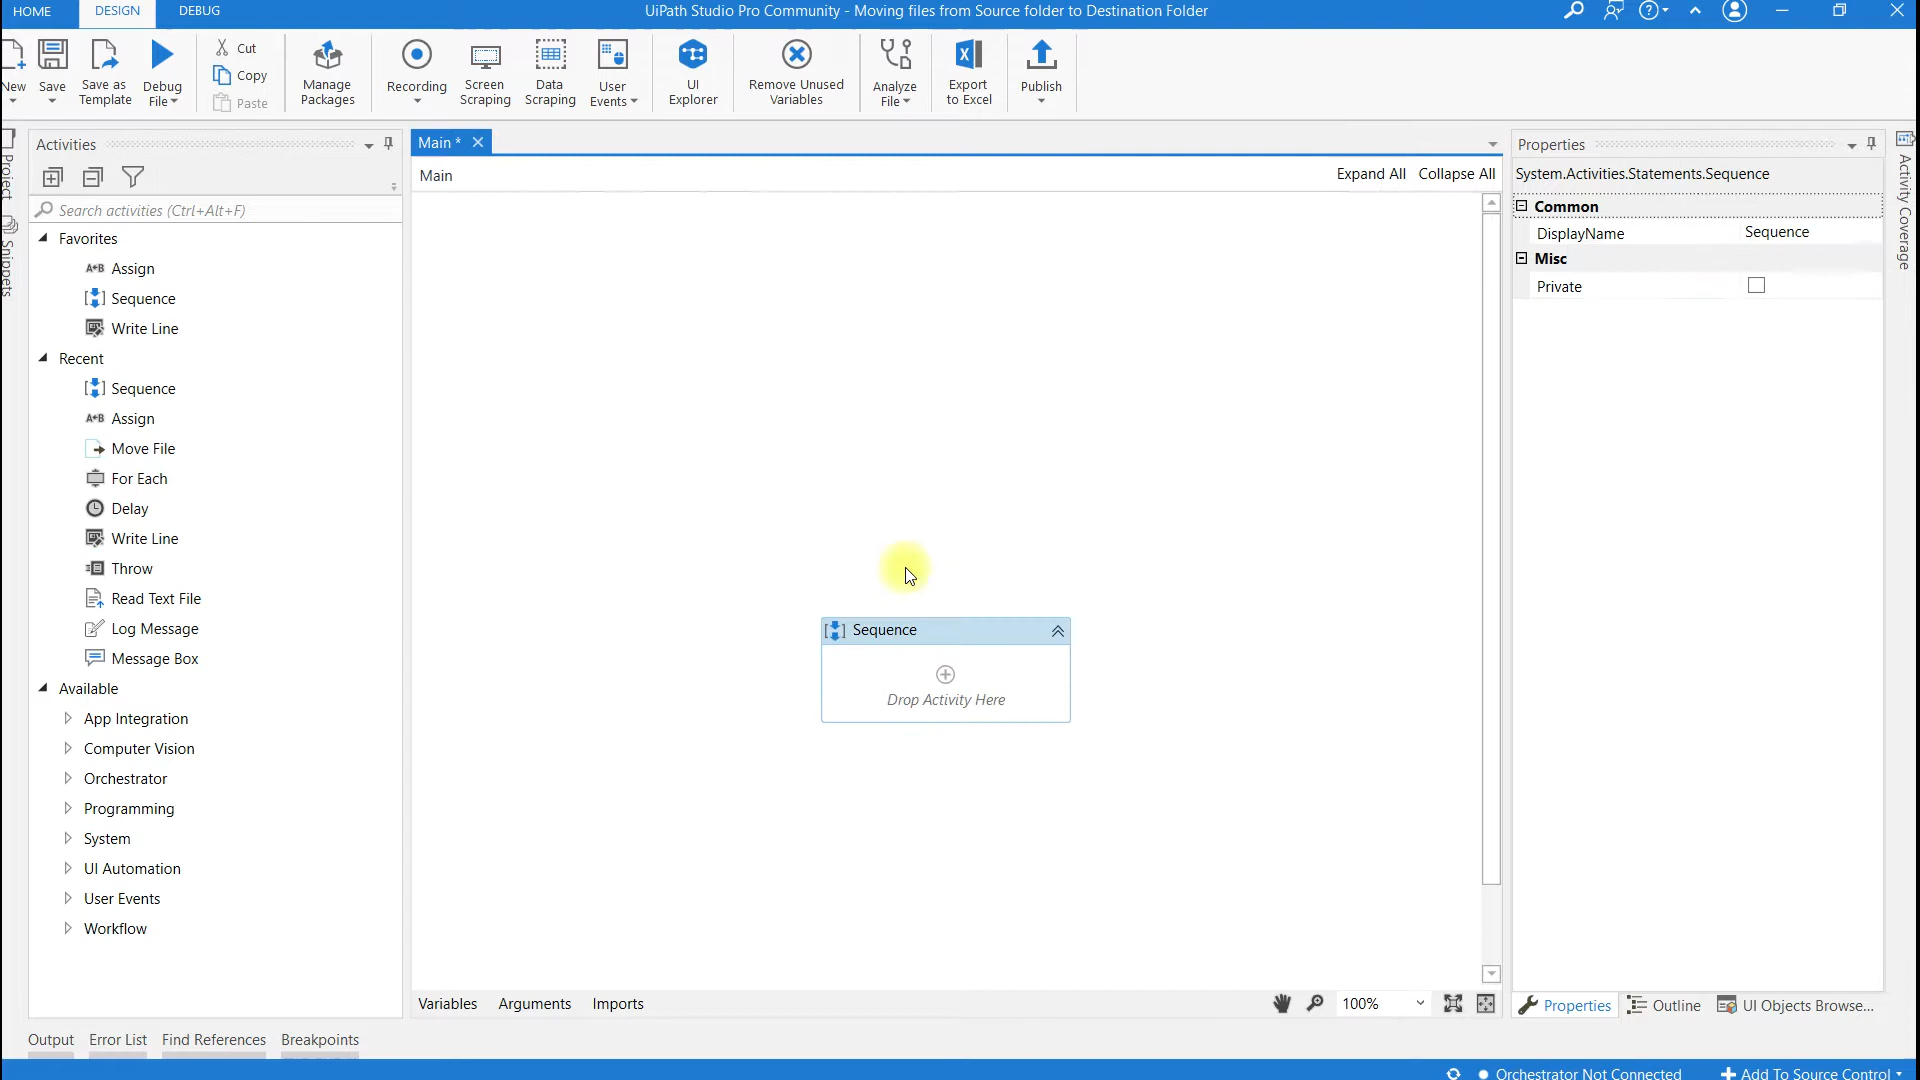 HOME
DESIGN
DEBUG
UiPath Studio Pro Community - Moving files from Source folder to Destination Folder
New
Save
Save as
Template
Debug
File
Cut
Copy
Paste
Manage
Packages
Recording
Screen
Scraping
Data
Scraping
User
Events
UI
Explorer
Remove Unused
Variables
Analyze
File
Export
to Excel
Publish
Project
Snippets
Activities
Search activities (Ctrl+Alt+F)
Favorites
Assign
Sequence
Write Line
Recent
Sequence
Assign
Move File
For Each
Delay
Write Line
Throw
Read Text File
Log Message
Message Box
Available
App Integration
Computer Vision
Orchestrator
Programming
System
UI Automation
User Events
Workflow
Main *
Main
Expand All
Collapse All
Sequence
Drop Activity Here
Variables
Arguments
Imports
100%
Properties
System.Activities.Statements.Sequence
Common
DisplayName
Sequence
Misc
Private
Activity Coverage
Properties
Outline
UI Objects Browse...
Output
Error List
Find References
Breakpoints
Orchestrator Not Connected
Add To Source Control